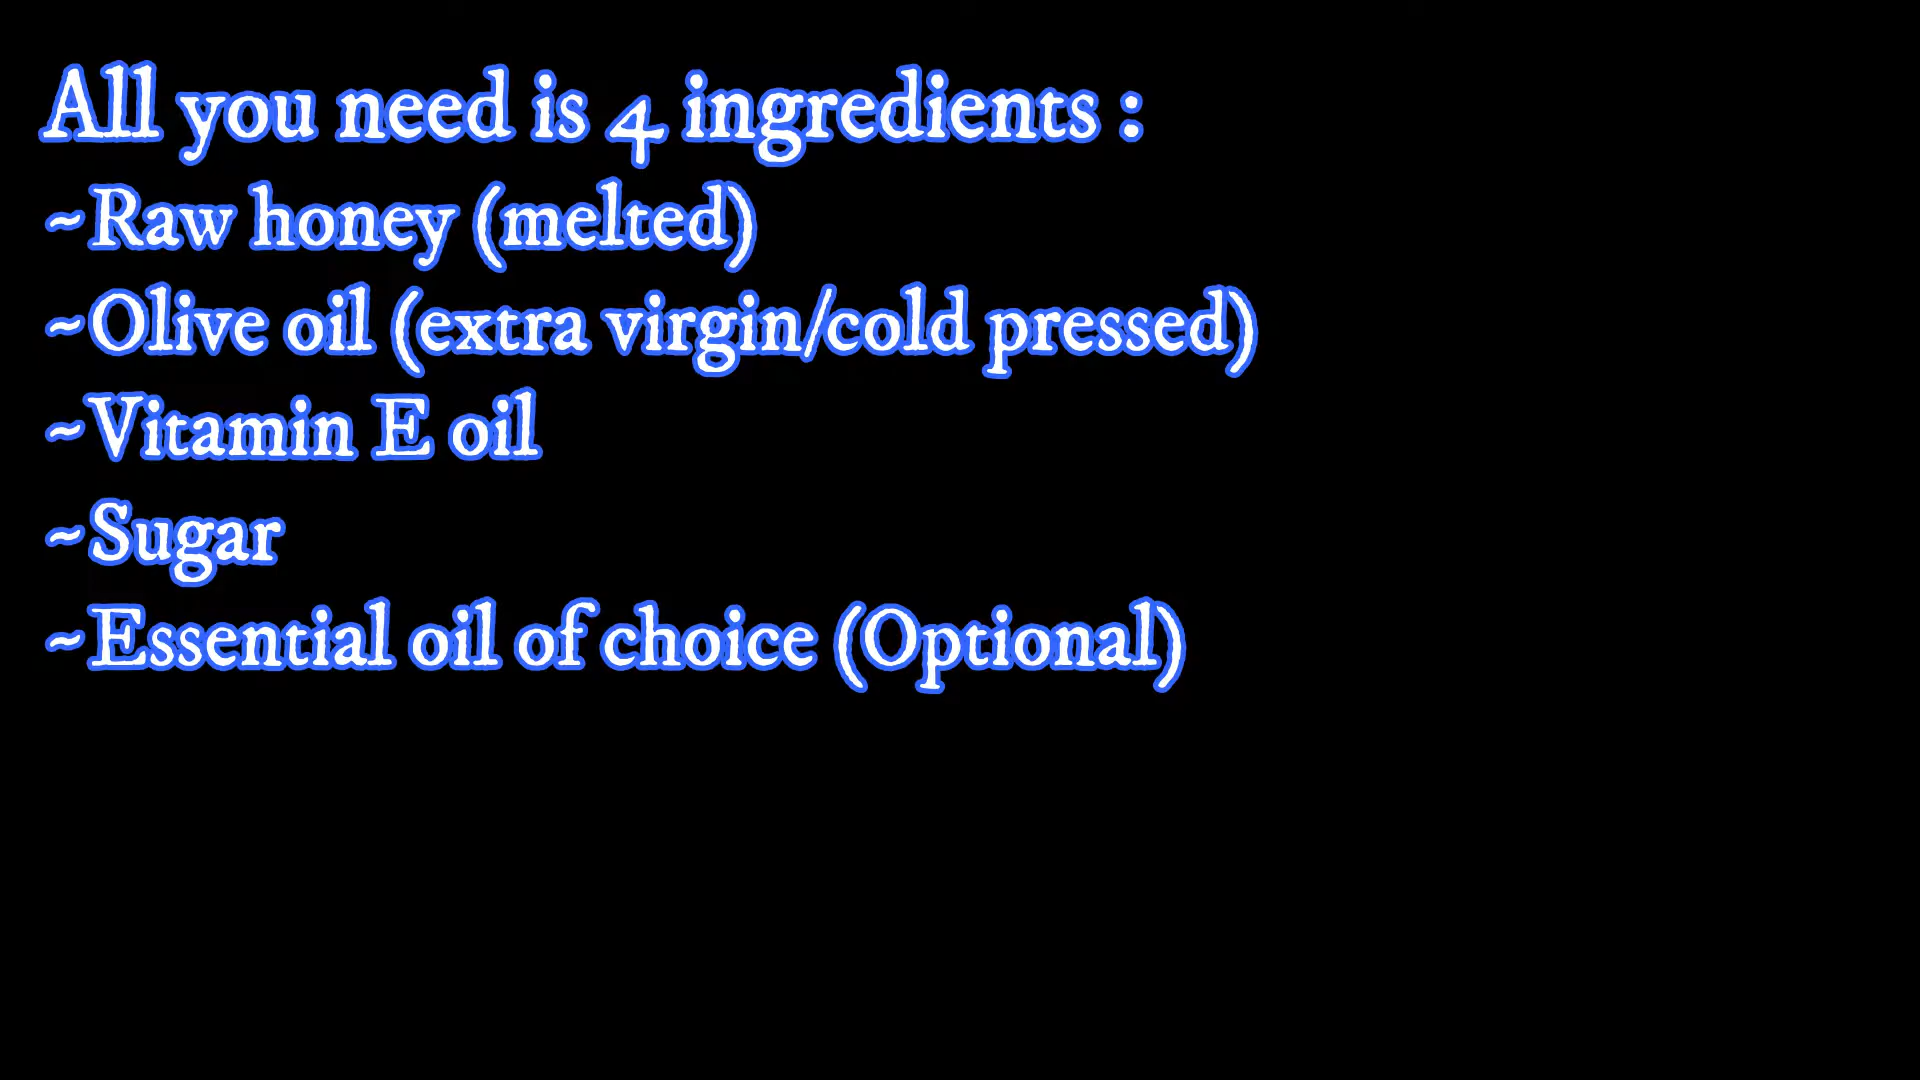 All you need is 4 ingredients :
~Raw honey (melted)
~Olive oil (extra virgin/cold pressed)
~Vitamin E oil
~Sugar
~Essential oil of choice (Optional)